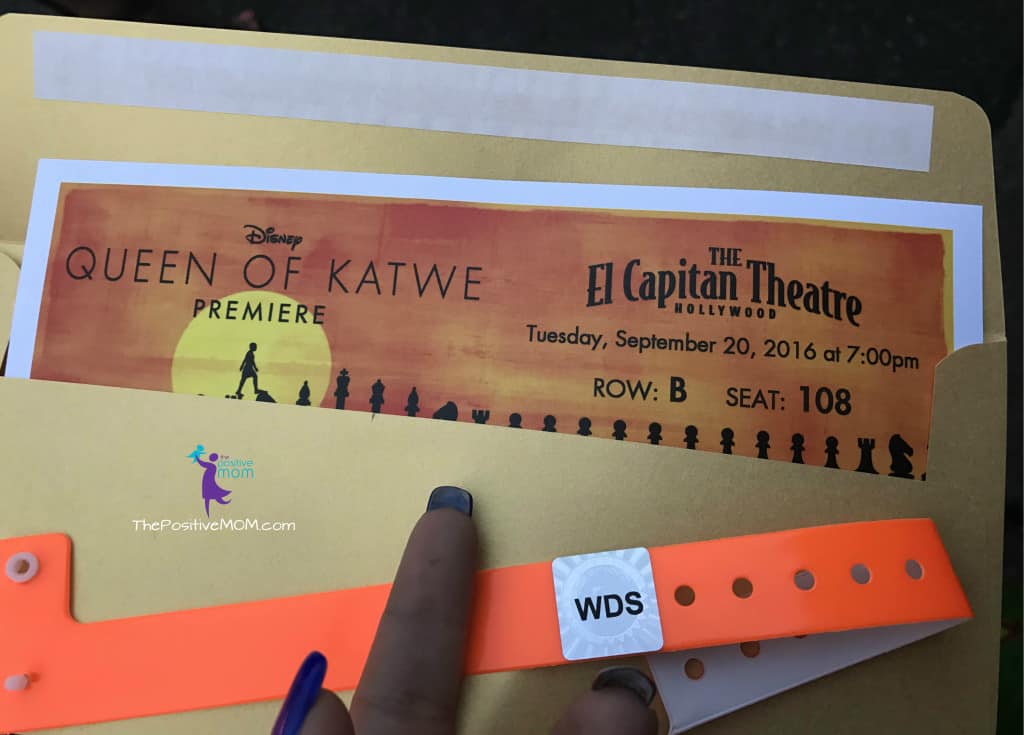 Disney
QUEEN OF KATWE
PREMIERE
THE
El Capitan Theatre
HOLLYWOOD
Tuesday, September 20, 2016 at 7:00pm
ROW: B SEAT: 108
the
positive
mom
ThePositiveMOM.com
WDS